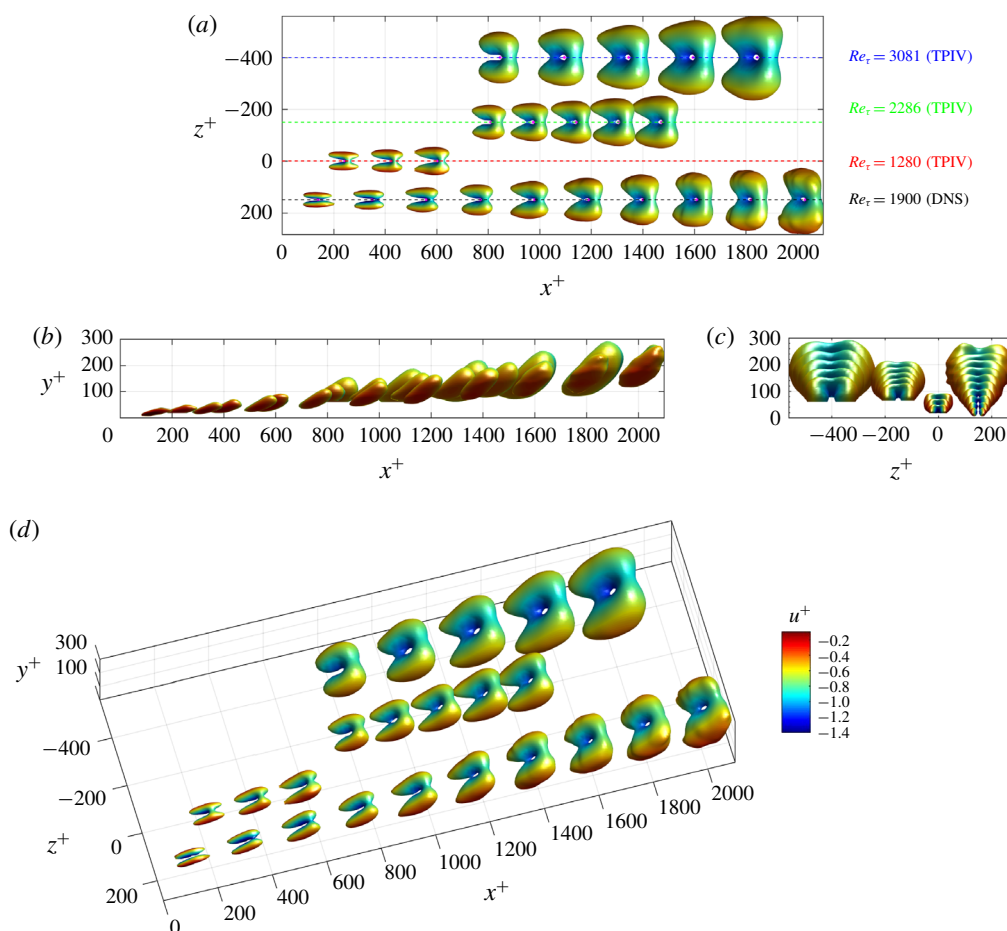 (a)
−400
−200
0
200
z⁺
0 200 400 600 800 1000 1200 1400 1600 1800 2000
x⁺
Reτ = 3081 (TPIV)
Reτ = 2286 (TPIV)
Reτ = 1280 (TPIV)
Reτ = 1900 (DNS)
(b)
300
200
100
y⁺
0 200 400 600 800 1000 1200 1400 1600 1800 2000
x⁺
(c)
300
200
100
0
−400 −200 0 200
z⁺
(d)
300
100
y⁺
−400
−200
0
200
z⁺
0 200 400 600 800 1000 1200 1400 1600 1800 2000
x⁺
u⁺
−0.2
−0.4
−0.6
−0.8
−1.0
−1.2
−1.4